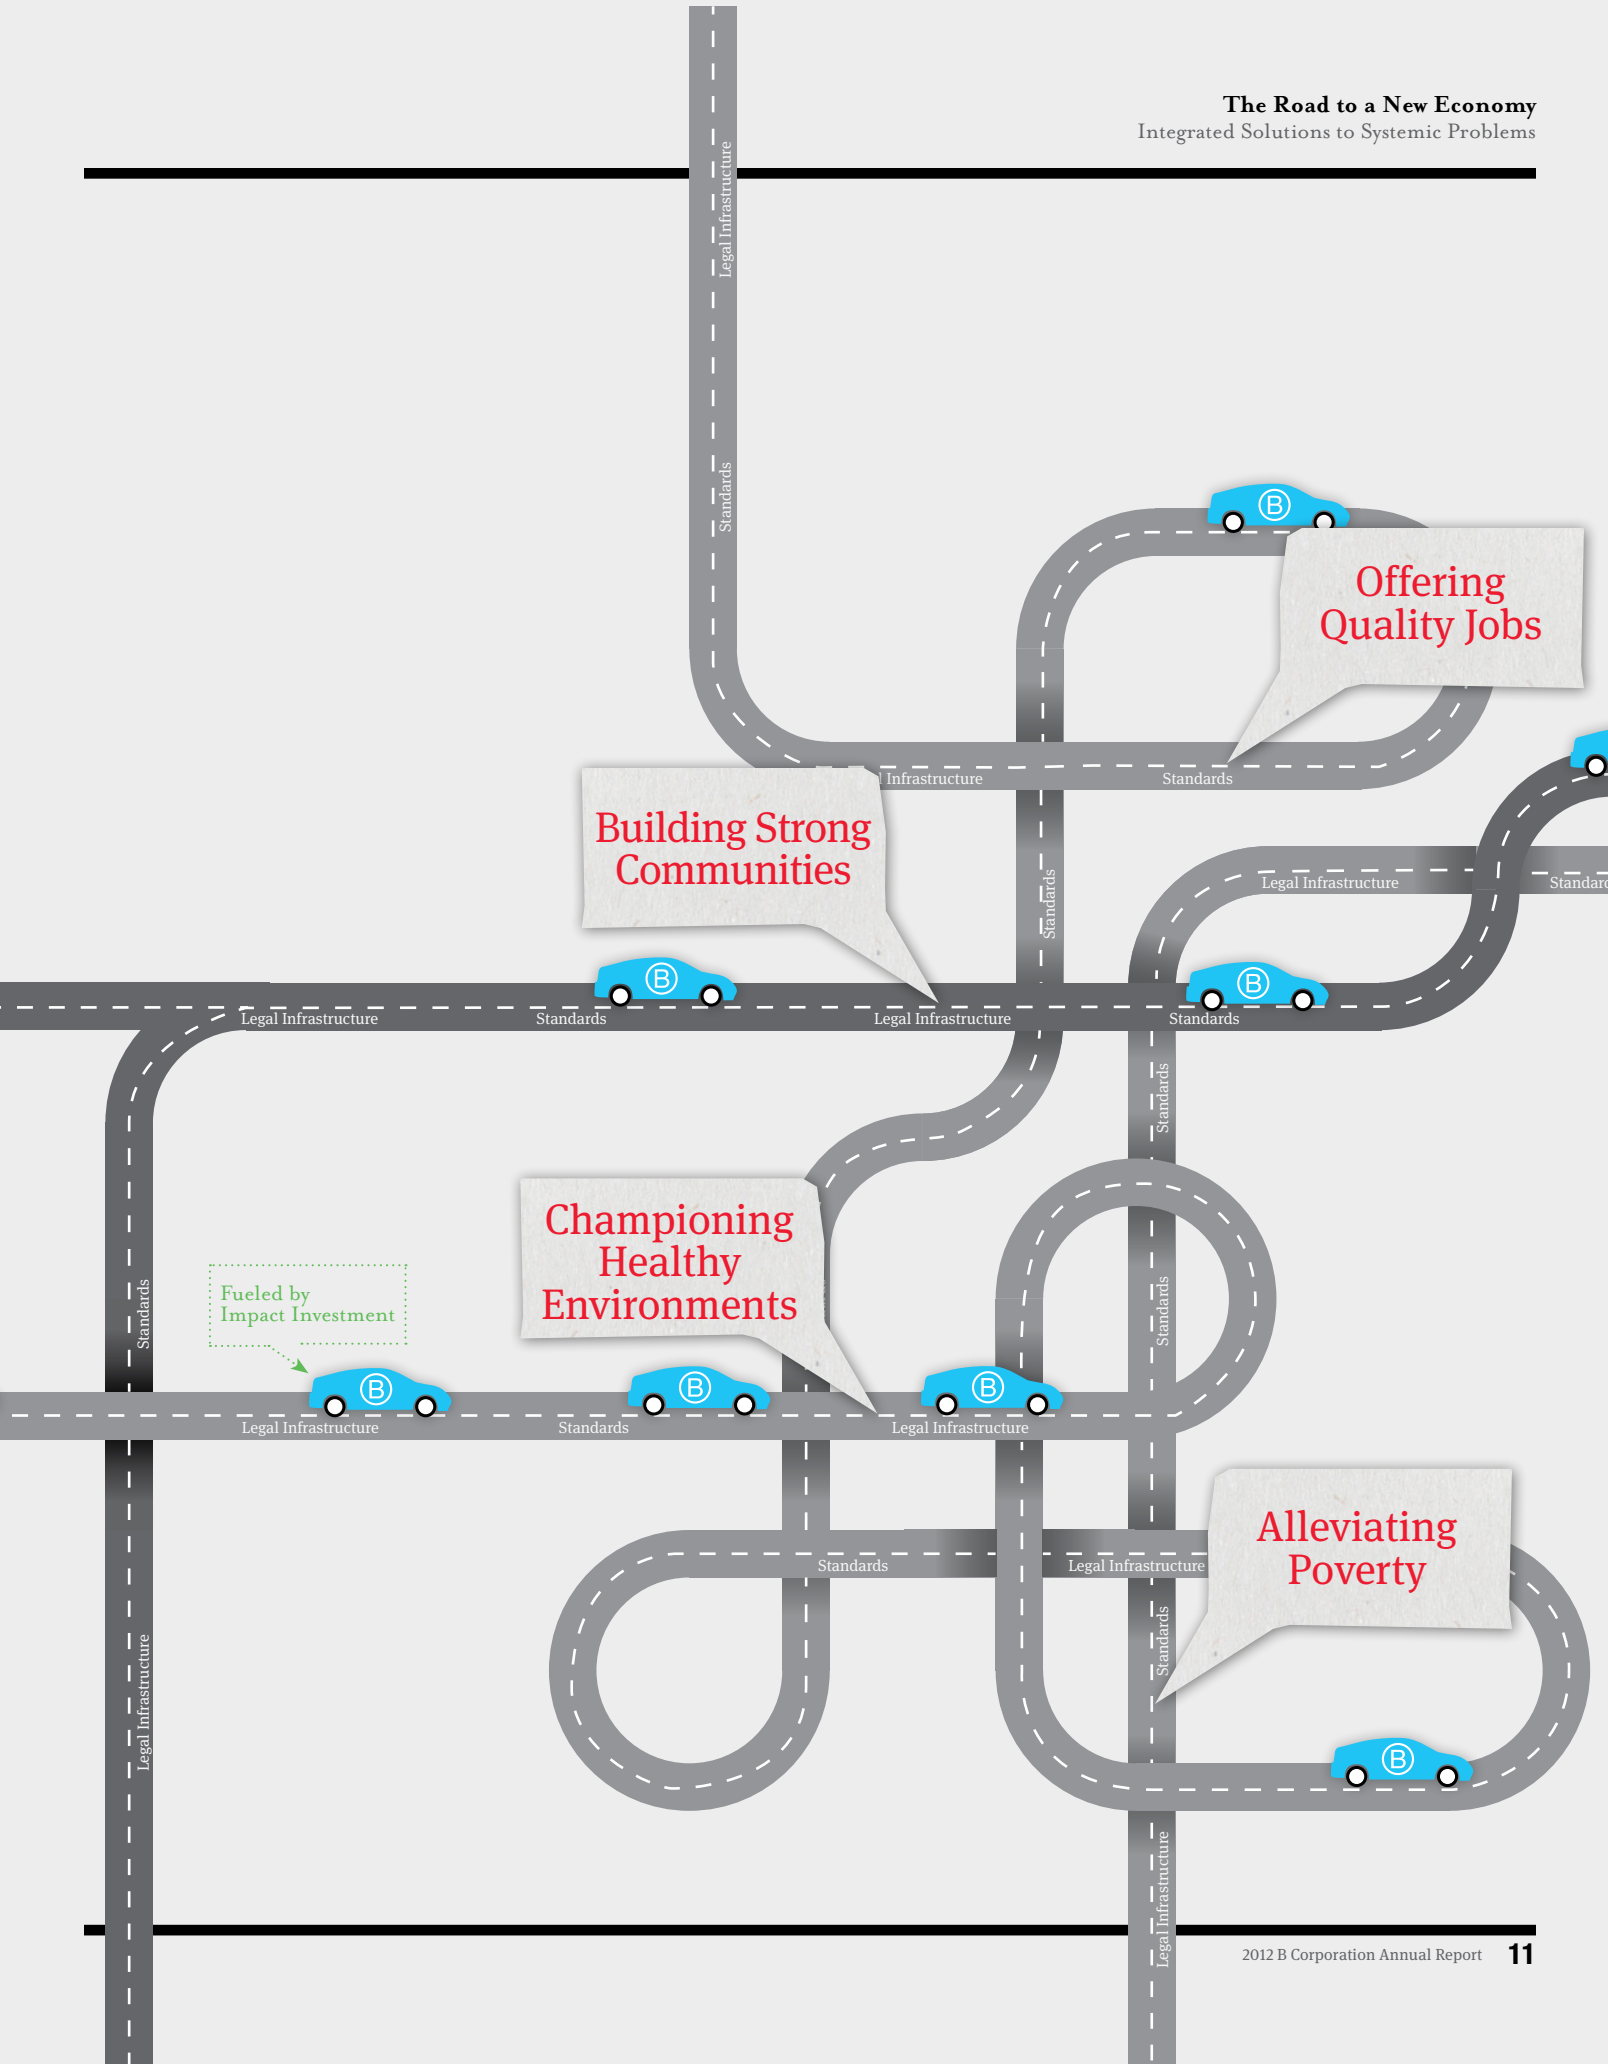 The Road to a New Economy
Integrated Solutions to Systemic Problems
Legal Infrastructure
Standards
B
Offering
Quality Jobs
l Infrastructure
Standards
Building Strong
Communities
Standards
Legal Infrastructure
Standard
B
B
Legal Infrastructure
Standards
Legal Infrastructure
Standards
Standards
Championing
Healthy
Environments
Standards
Fueled by
Impact Investment
Standards
B
B
B
Legal Infrastructure
Standards
Legal Infrastructure
Alleviating
Poverty
Standards
Legal Infrastructure
Standards
Legal Infrastructure
B
Legal Infrastructure
2012 B Corporation Annual Report 11